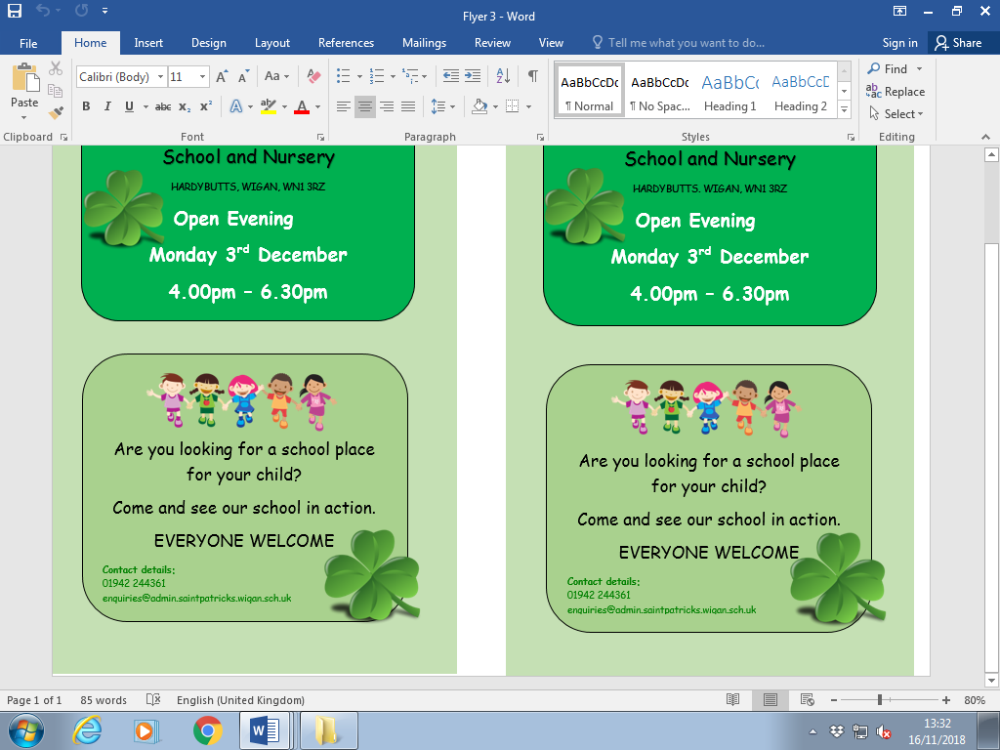 Flyer 3 - Word
File Home Insert Design Layout References Mailings Review View Tell me what you want to do... Sign in Share
Paste
Calibri (Body) 11 A A Aa
B I U abc x₂ x² A ab A
AaBbCcDc AaBbCcDc AaBbCc AaBbCcD
¶ Normal ¶ No Spac... Heading 1 Heading 2
Find
Replace
Select
Clipboard Font Paragraph Styles Editing
School and Nursery
HARDYBUTTS, WIGAN, WN1 3RZ
Open Evening
Monday 3rd December
4.00pm – 6.30pm
Are you looking for a school place
for your child?
Come and see our school in action.
EVERYONE WELCOME
Contact details:
01942 244361
enquiries@admin.saintpatricks.wigan.sch.uk
School and Nursery
HARDYBUTTS. WIGAN, WN1 3RZ
Open Evening
Monday 3rd December
4.00pm – 6.30pm
Are you looking for a school place
for your child?
Come and see our school in action.
EVERYONE WELCOME
Contact details:
01942 244361
enquiries@admin.saintpatricks.wigan.sch.uk
Page 1 of 1 85 words English (United Kingdom) 80%
13:32
16/11/2018